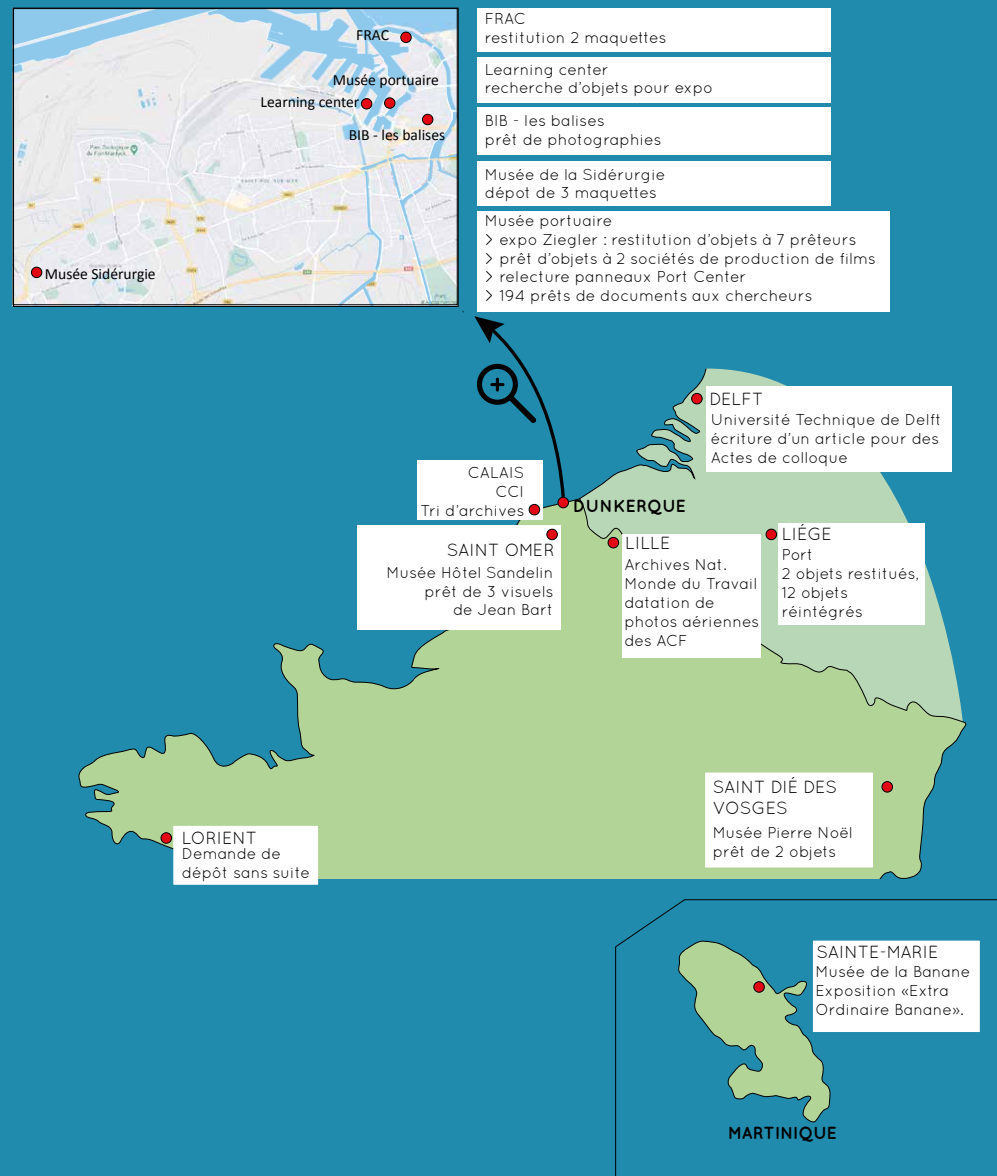 FRAC
Musée portuaire
Learning center
BIB - les balises
SAINT-POL-SUR-MER
Musée Sidérurgie
FRAC
restitution 2 maquettes
Learning center
recherche d'objets pour expo
BIB - les balises
prêt de photographies
Musée de la Sidérurgie
dépot de 3 maquettes
Musée portuaire
> expo Ziegler : restitution d'objets à 7 prêteurs
> prêt d'objets à 2 sociétés de production de films
> relecture panneaux Port Center
> 194 prêts de documents aux chercheurs
DELFT
Université Technique de Delft
écriture d'un article pour des
Actes de colloque
CALAIS
CCI
Tri d'archives
DUNKERQUE
SAINT OMER
Musée Hôtel Sandelin
prêt de 3 visuels
de Jean Bart
LILLE
Archives Nat.
Monde du Travail
datation de
photos aériennes
des ACF
LIÉGE
Port
2 objets restitués,
12 objets
réintégrés
SAINT DIÉ DES
VOSGES
Musée Pierre Noël
prêt de 2 objets
LORIENT
Demande de
dépôt sans suite
SAINTE-MARIE
Musée de la Banane
Exposition «Extra
Ordinaire Banane».
MARTINIQUE